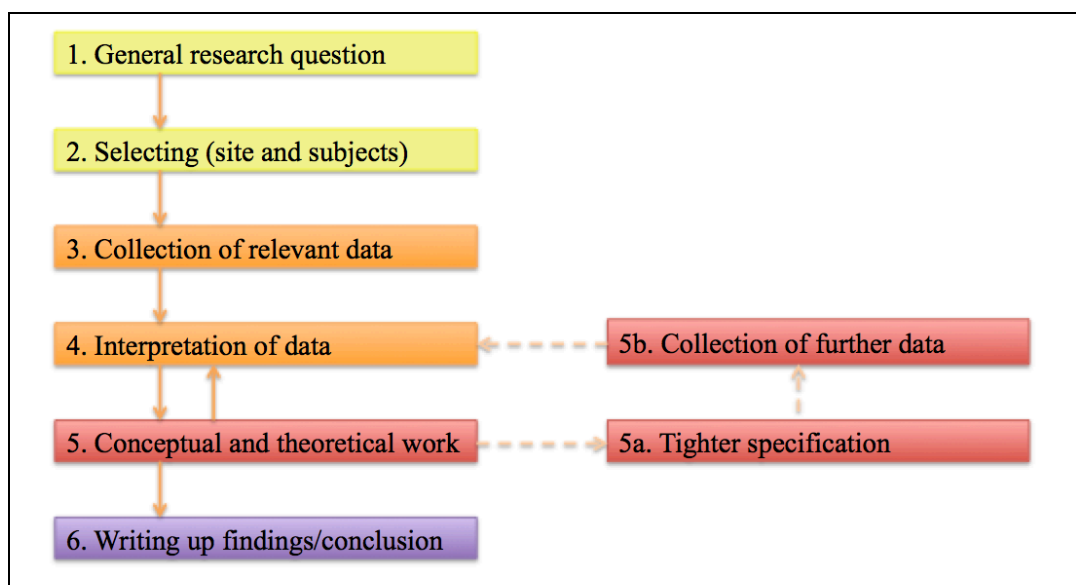 1. General research question
2. Selecting (site and subjects)
3. Collection of relevant data
4. Interpretation of data
5b. Collection of further data
5. Conceptual and theoretical work
5a. Tighter specification
6. Writing up findings/conclusion